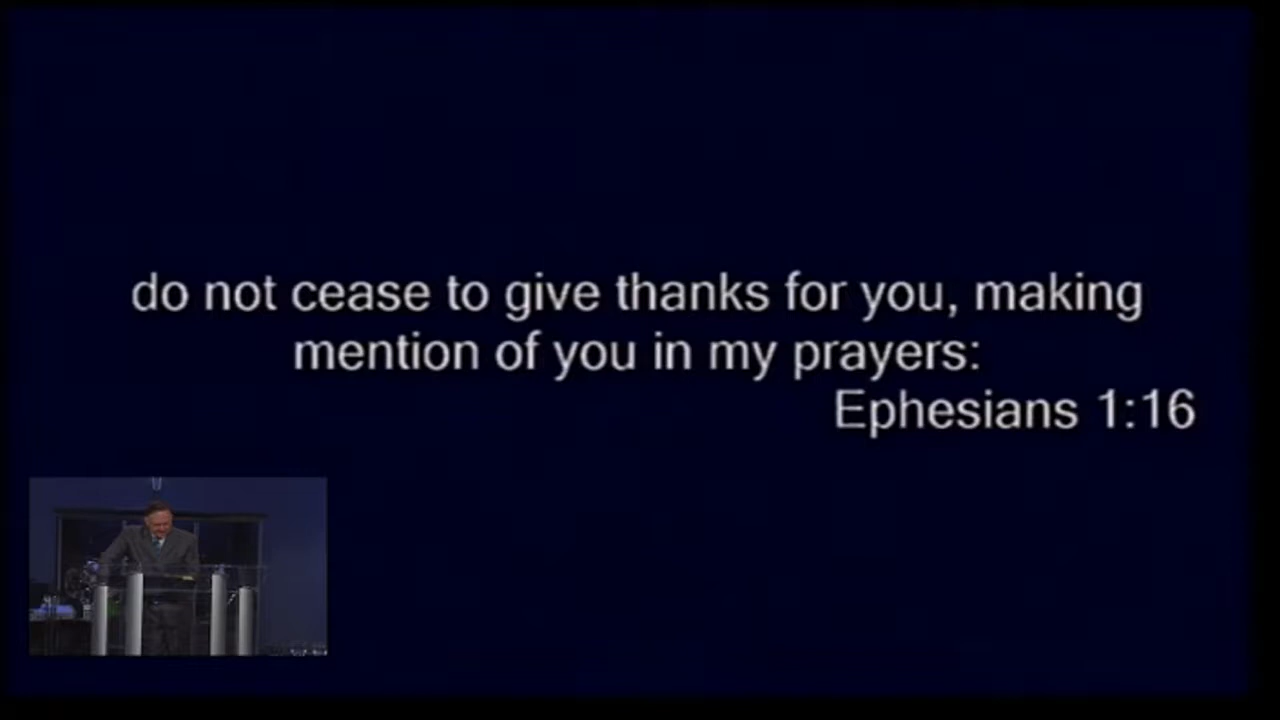 do not cease to give thanks for you, making
mention of you in my prayers:
Ephesians 1:16